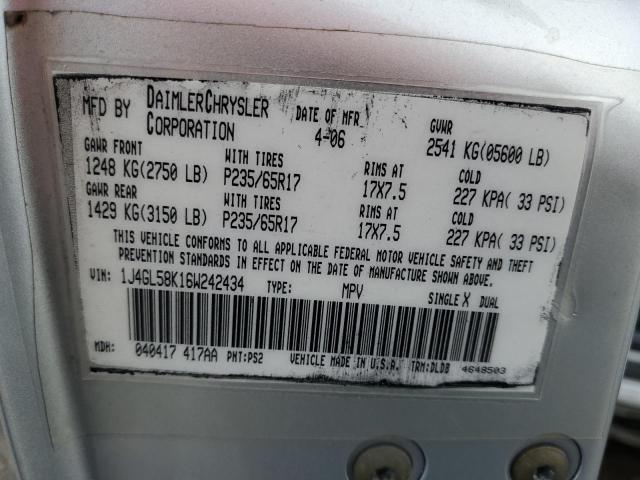 MFD BY DAIMLERCHRYSLER CORPORATION
DATE OF MFR 4-06
GVWR 2541 KG(05600 LB)
GAWR FRONT WITH TIRES RIMS AT COLD
1248 KG(2750 LB) P235/65R17 17X7.5 227 KPA( 33 PSI)
GAWR REAR WITH TIRES RIMS AT COLD
1429 KG(3150 LB) P235/65R17 17X7.5 227 KPA( 33 PSI)
THIS VEHICLE CONFORMS TO ALL APPLICABLE FEDERAL MOTOR VEHICLE SAFETY AND THEFT
PREVENTION STANDARDS IN EFFECT ON THE DATE OF MANUFACTURE SHOWN ABOVE.
VIN: 1J4GL58K16W242434 TYPE: MPV SINGLE X DUAL
MDH: 040417 417AA PNT:PS2 VEHICLE MADE IN U.S.A. TRM:DLDB 4648503